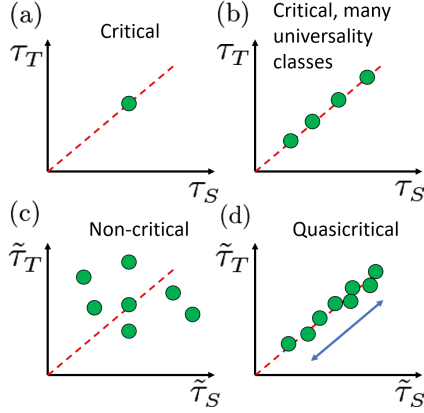 (a)
Critical
τ_T
τ_S
(b)
Critical, many
universality
classes
τ_T
τ_S
(c)
Non-critical
τ̃_T
τ̃_S
(d)
Quasicritical
τ̃_T
τ̃_S